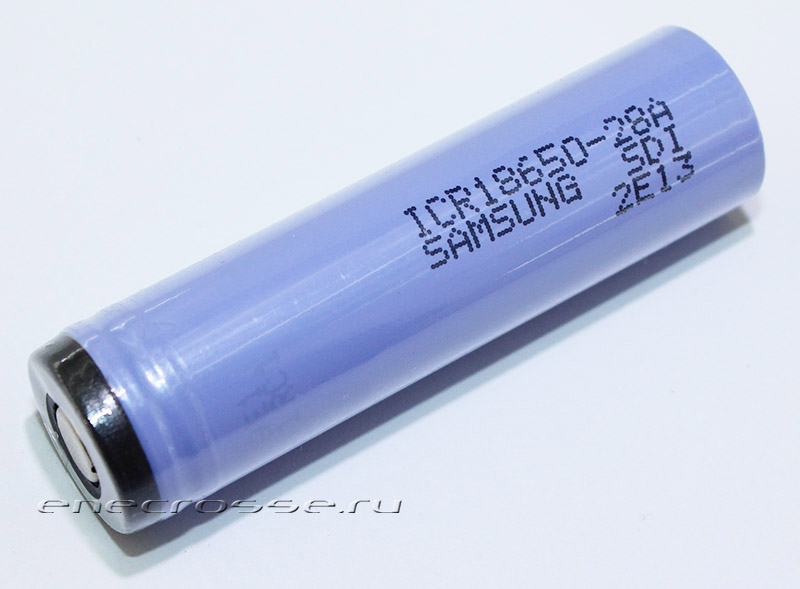 ICR18650-28A
SAMSUNG SDI
2E13
enecrosse.ru